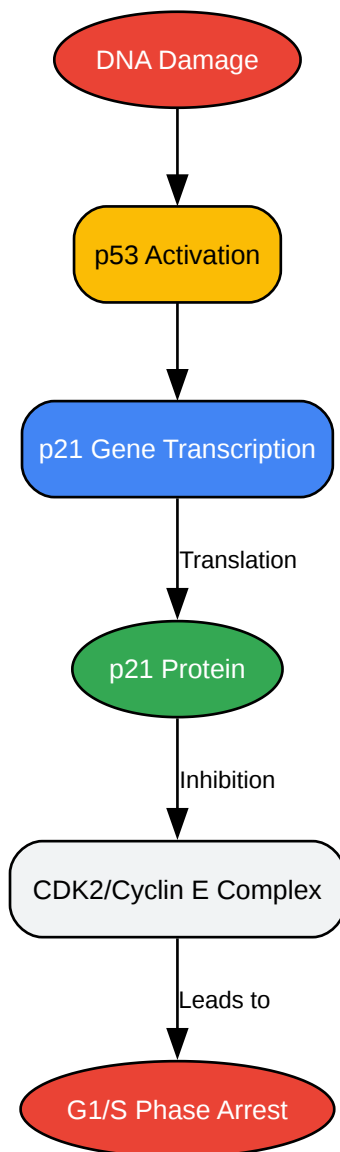 DNA Damage
p53 Activation
p21 Gene Transcription
Translation
p21 Protein
Inhibition
CDK2/Cyclin E Complex
Leads to
G1/S Phase Arrest